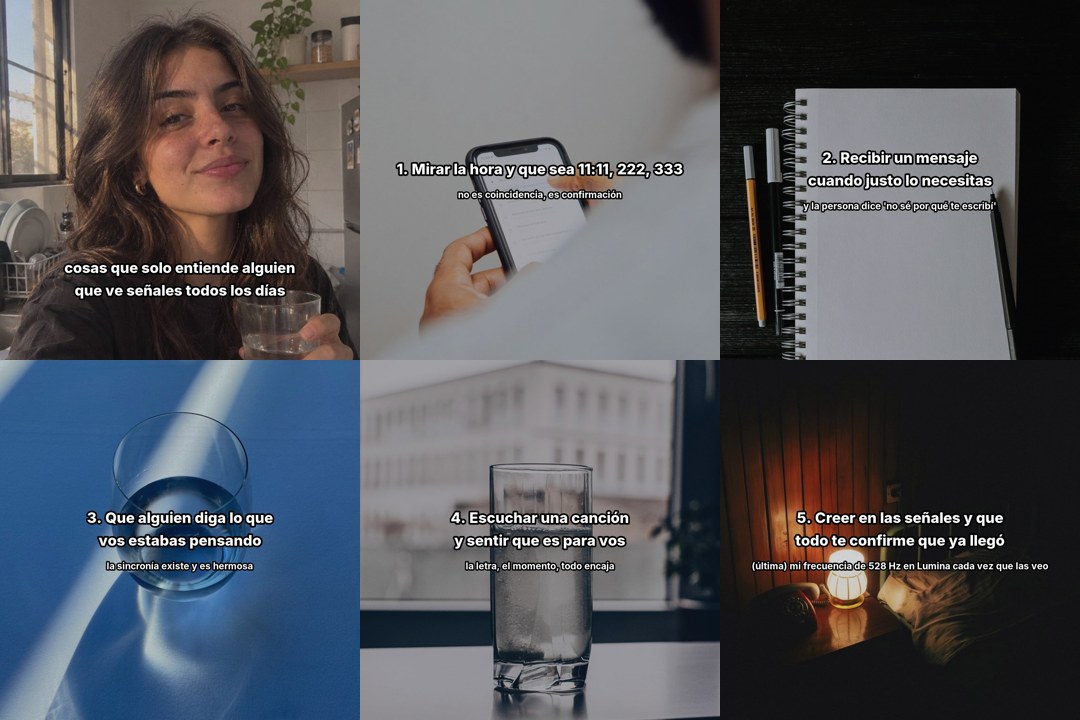 cosas que solo entiende alguien
que ve señales todos los días
1. Mirar la hora y que sea 11:11, 222, 333
no es coincidencia, es confirmación
2. Recibir un mensaje
cuando justo lo necesitas
y la persona dice 'no sé por qué te escribí'
3. Que alguien diga lo que
vos estabas pensando
la sincronía existe y es hermosa
4. Escuchar una canción
y sentir que es para vos
la letra, el momento, todo encaja
5. Creer en las señales y que
todo te confirme que ya llegó
(última) mi frecuencia de 528 Hz en Lumina cada vez que las veo